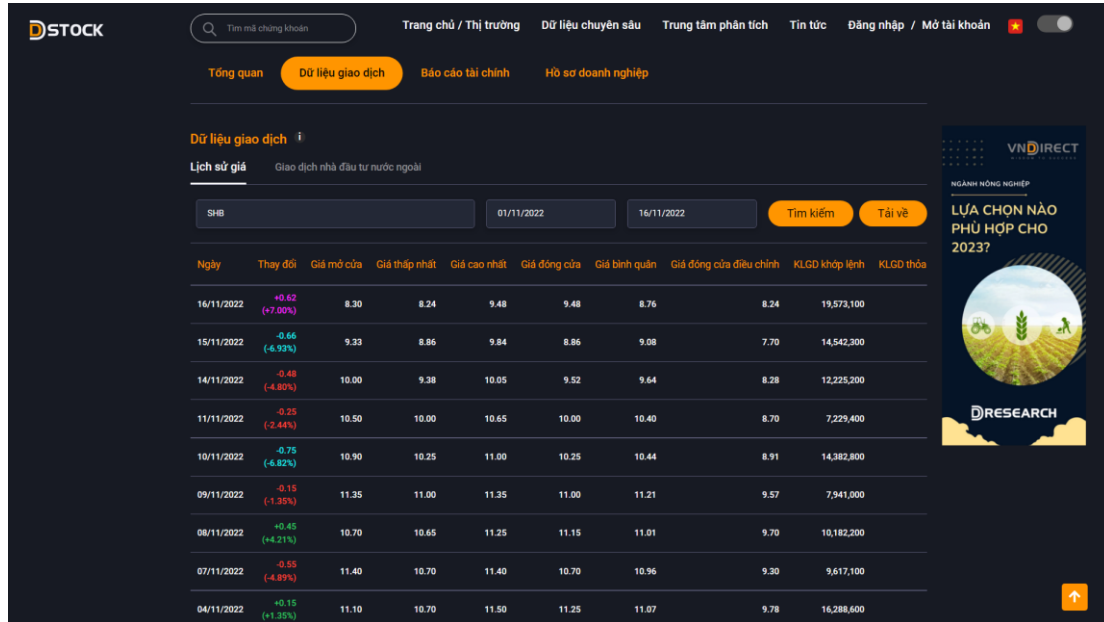 DSTOCK
Tìm mã chứng khoán
Trang chủ / Thị trường Dữ liệu chuyên sâu Trung tâm phân tích Tin tức Đăng nhập / Mở tài khoản
Tổng quan Dữ liệu giao dịch Báo cáo tài chính Hồ sơ doanh nghiệp
Dữ liệu giao dịch i
Lịch sử giá Giao dịch nhà đầu tư nước ngoài
SHB 01/11/2022 16/11/2022 Tìm kiếm Tải về
Ngày Thay đổi Giá mở cửa Giá thấp nhất Giá cao nhất Giá đóng cửa Giá bình quân Giá đóng cửa điều chỉnh KLGD khớp lệnh KLGD thỏa
16/11/2022 +0.62 (+7.00%) 8.30 8.24 9.48 9.48 8.76 8.24 19,573,100
15/11/2022 -0.66 (-6.93%) 9.33 8.86 9.84 8.86 9.08 7.70 14,542,300
14/11/2022 -0.48 (-4.80%) 10.00 9.38 10.05 9.52 9.64 8.28 12,225,200
11/11/2022 -0.25 (-2.44%) 10.50 10.00 10.65 10.00 10.40 8.70 7,229,400
10/11/2022 -0.75 (-6.82%) 10.90 10.25 11.00 10.25 10.44 8.91 14,382,800
09/11/2022 -0.15 (-1.35%) 11.35 11.00 11.35 11.00 11.21 9.57 7,941,000
08/11/2022 +0.45 (+4.21%) 10.70 10.65 11.25 11.15 11.01 9.70 10,182,200
07/11/2022 -0.55 (-4.89%) 11.40 10.70 11.40 10.70 10.96 9.30 9,617,100
04/11/2022 +0.15 (+1.35%) 11.10 10.70 11.50 11.25 11.07 9.78 16,288,600
VNDIRECT
WISDOM TO SUCCESS
NGÀNH NÔNG NGHIỆP
LỰA CHỌN NÀO
PHÙ HỢP CHO
2023?
DRESEARCH